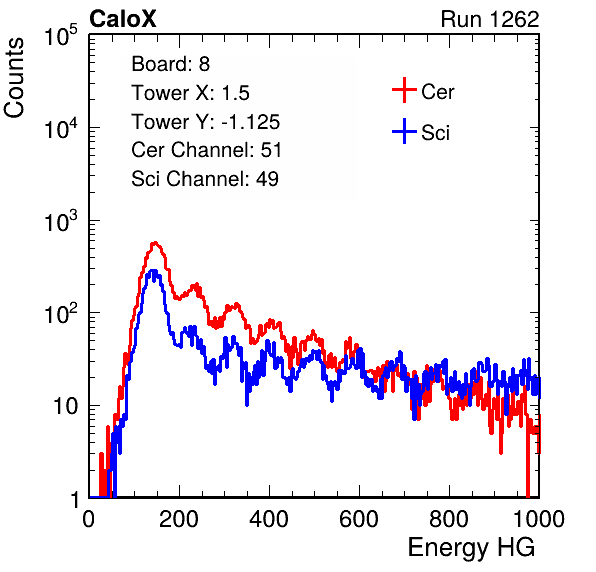 CaloX Run 1262
Counts
10^5
10^4
10^3
10^2
10
1
Board: 8
Tower X: 1.5
Tower Y: -1.125
Cer Channel: 51
Sci Channel: 49
Cer
Sci
0 200 400 600 800 1000
Energy HG